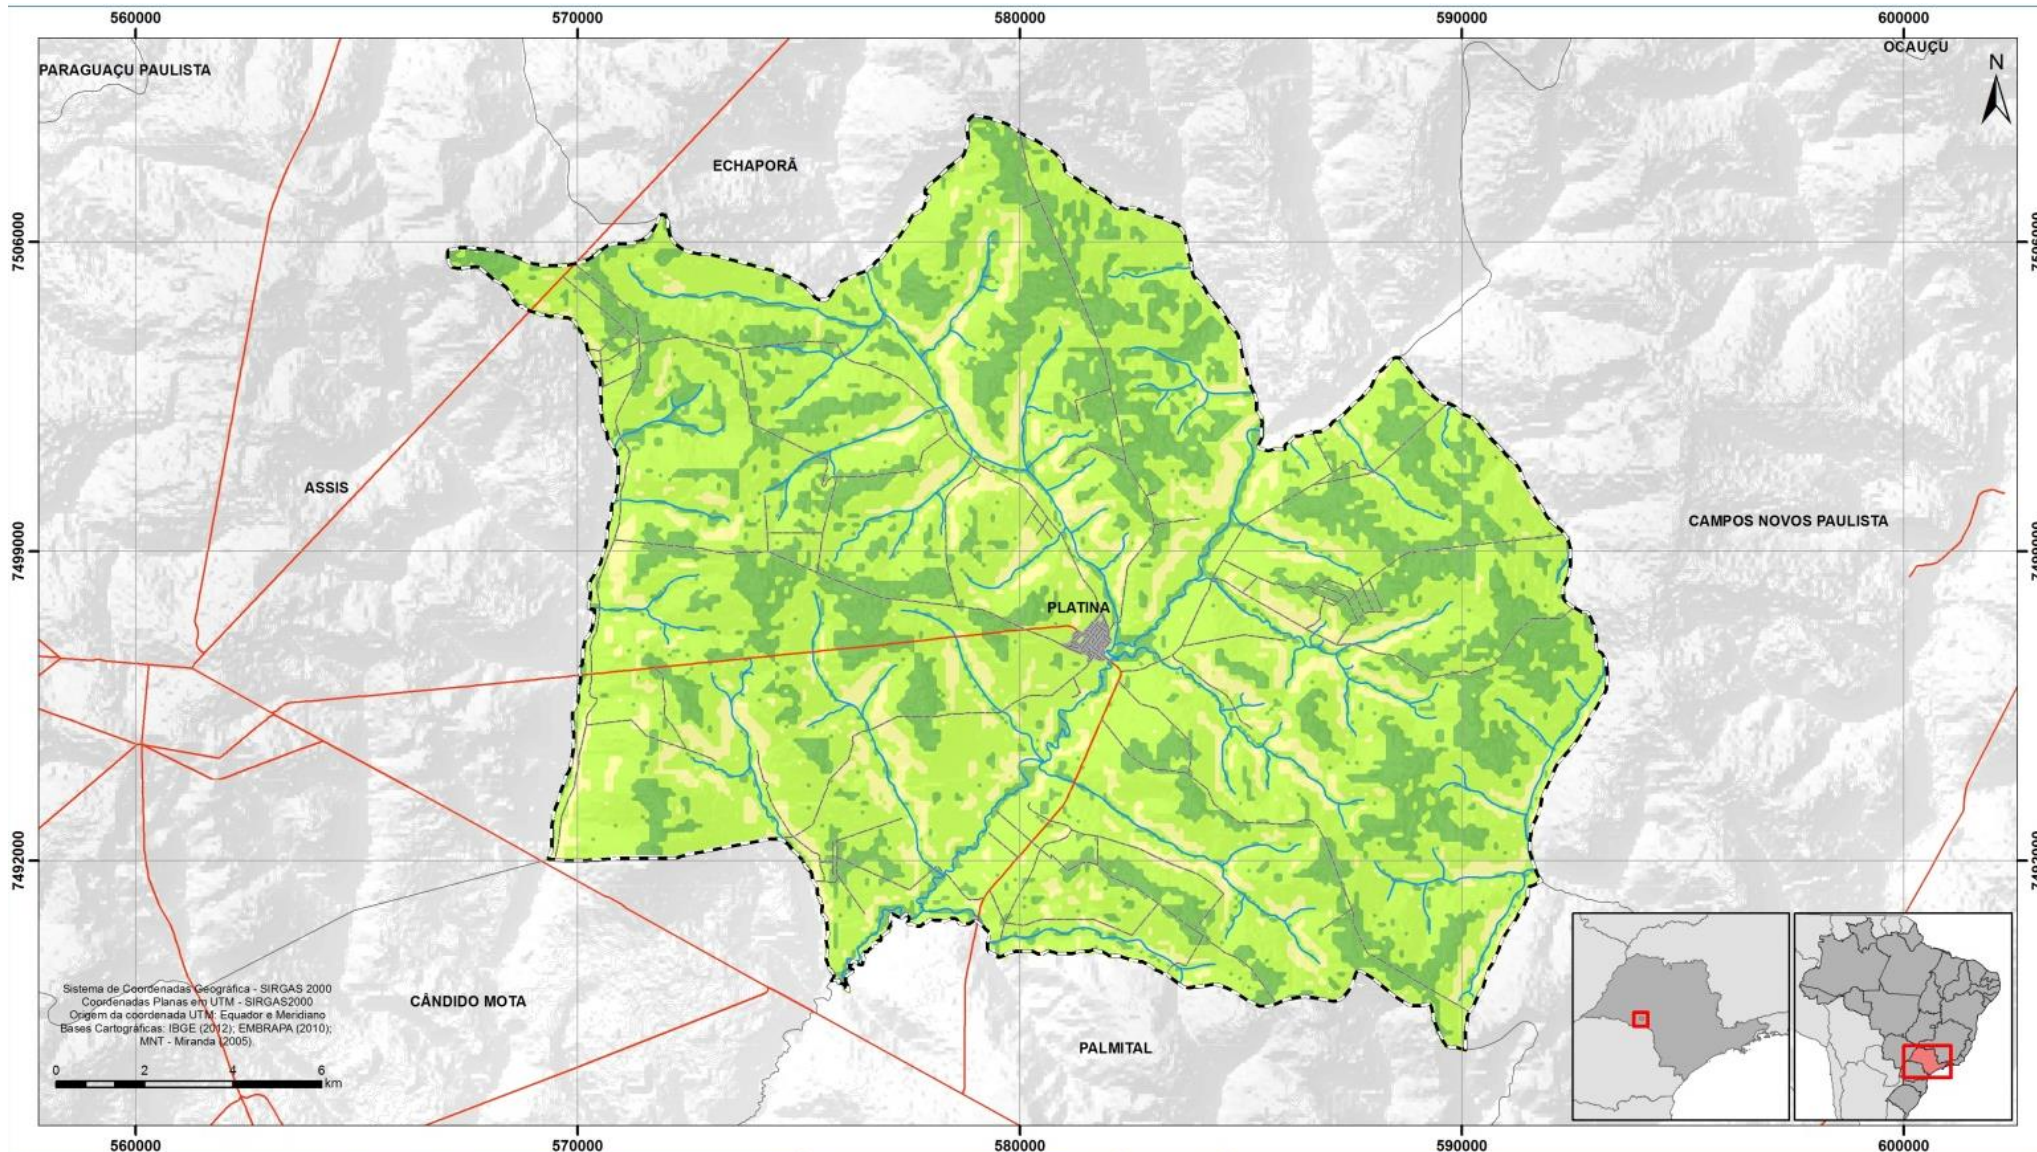 560000
570000
580000
590000
600000
OCAUÇU
PARAGUAÇU PAULISTA
N
ECHAPORÃ
7506000
ASSIS
CAMPOS NOVOS PAULISTA
7499000
PLATINA
7492000
Sistema de Coordenadas Geográfica - SIRGAS 2000
Coordenadas Planas em UTM - SIRGAS2000
Origem da coordenada UTM: Equador e Meridiano
Bases Cartográficas: IBGE (2012); EMBRAPA (2010);
MNT - Miranda (2005).
CÂNDIDO MOTA
PALMITAL
0 2 4 6
km
560000
570000
580000
590000
600000